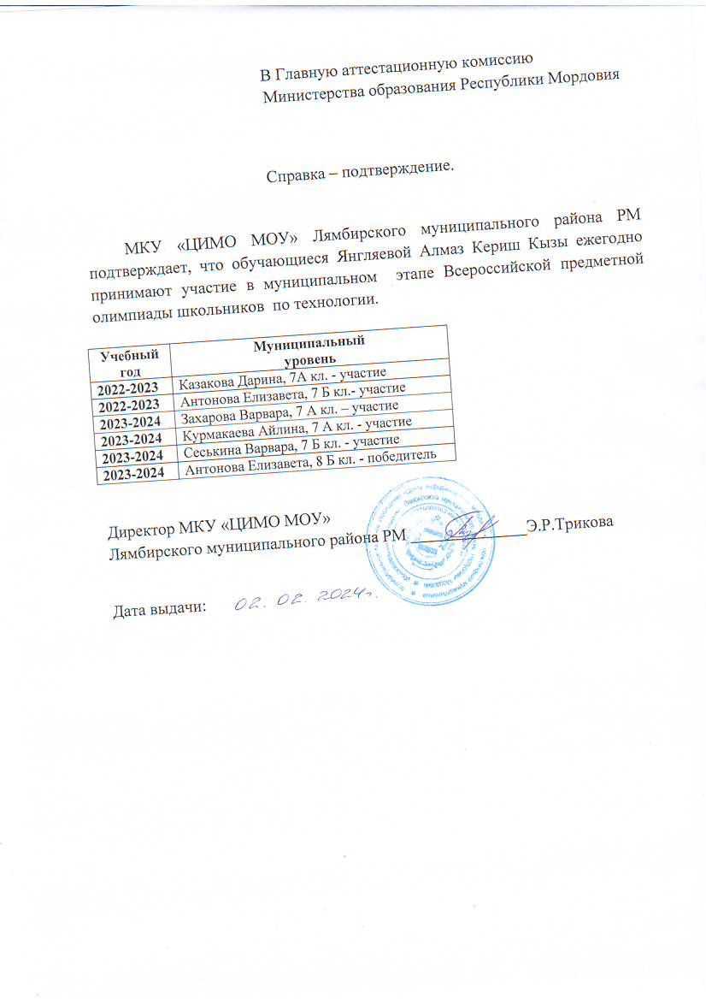 В Главную аттестационную комиссию
Министерства образования Республики Мордовия
Справка – подтверждение.
МКУ «ЦИМО МОУ» Лямбирского муниципального района РМ
подтверждает, что обучающиеся Янгляевой Алмаз Кериш Кызы ежегодно
принимают участие в муниципальном этапе Всероссийской предметной
олимпиады школьников по технологии.
Учебный год Муниципальный уровень
2022-2023 Казакова Дарина, 7А кл. - участие
2022-2023 Антонова Елизавета, 7 Б кл.- участие
2023-2024 Захарова Варвара, 7 А кл. – участие
2023-2024 Курмакаева Айлина, 7 А кл. - участие
2023-2024 Сеськина Варвара, 7 Б кл. - участие
2023-2024 Антонова Елизавета, 8 Б кл. - победитель
Директор МКУ «ЦИМО МОУ»
Лямбирского муниципального района РМ ______________Э.Р.Трикова
Дата выдачи: 02. 02. 2024г.